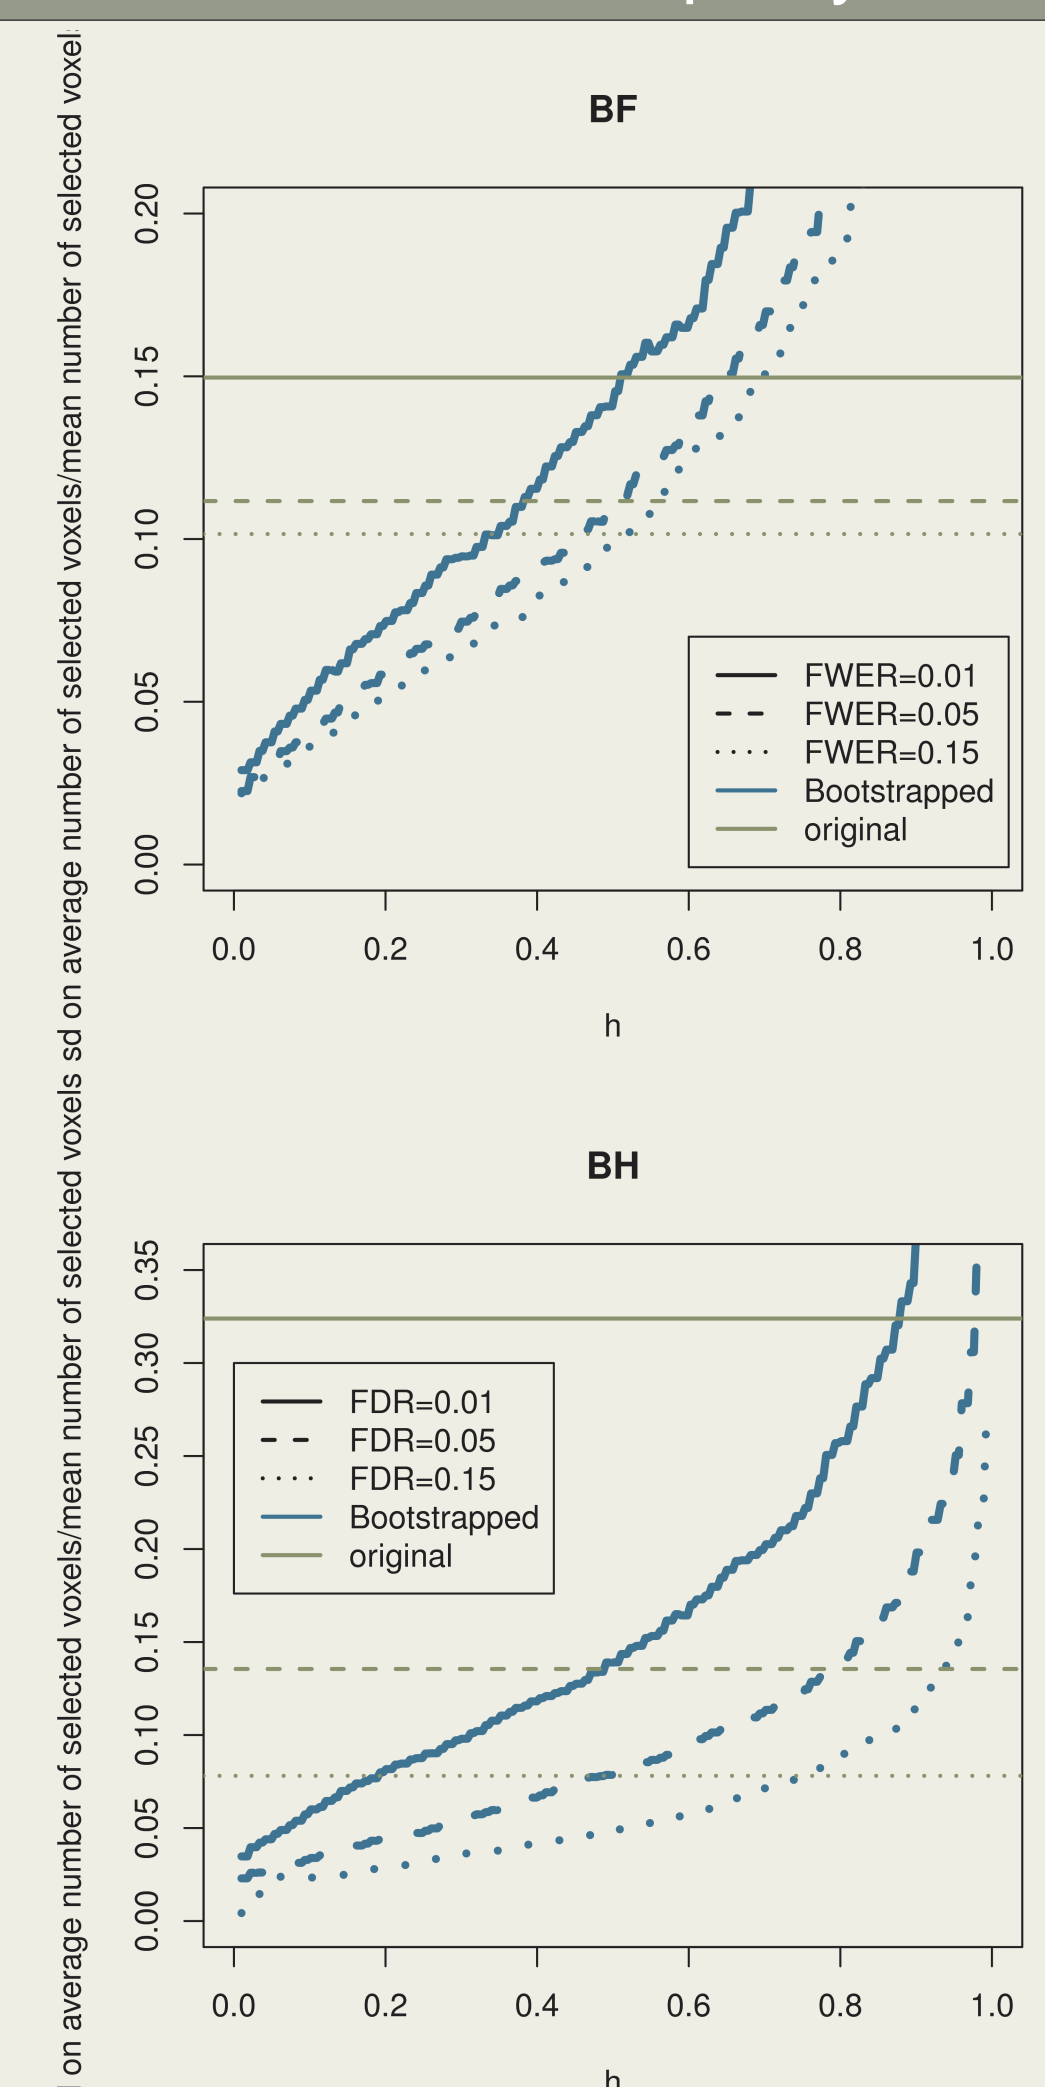 BF
sd on average number of selected voxels/mean number of selected
0.20
0.15
0.10
0.05
0.00
FWER=0.01
FWER=0.05
FWER=0.15
Bootstrapped
original
0.0 0.2 0.4 0.6 0.8 1.0
h
BH
on average number of selected voxels/mean number of selected voxels
0.35
0.30
0.25
0.20
0.15
0.10
0.05
0.00
FDR=0.01
FDR=0.05
FDR=0.15
Bootstrapped
original
0.0 0.2 0.4 0.6 0.8 1.0
h